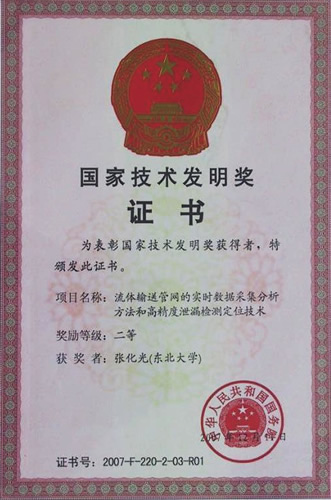 国家技术发明奖
证书
为表彰国家技术发明奖获得者，特
颁发此证书。
项目名称：流体输送管网的实时数据采集分析
方法和高精度泄漏检测定位技术
奖励等级：二等
获奖者：张化光(东北大学)
中华人民共和国国务院
证书号：2007-F-220-2-03-R01